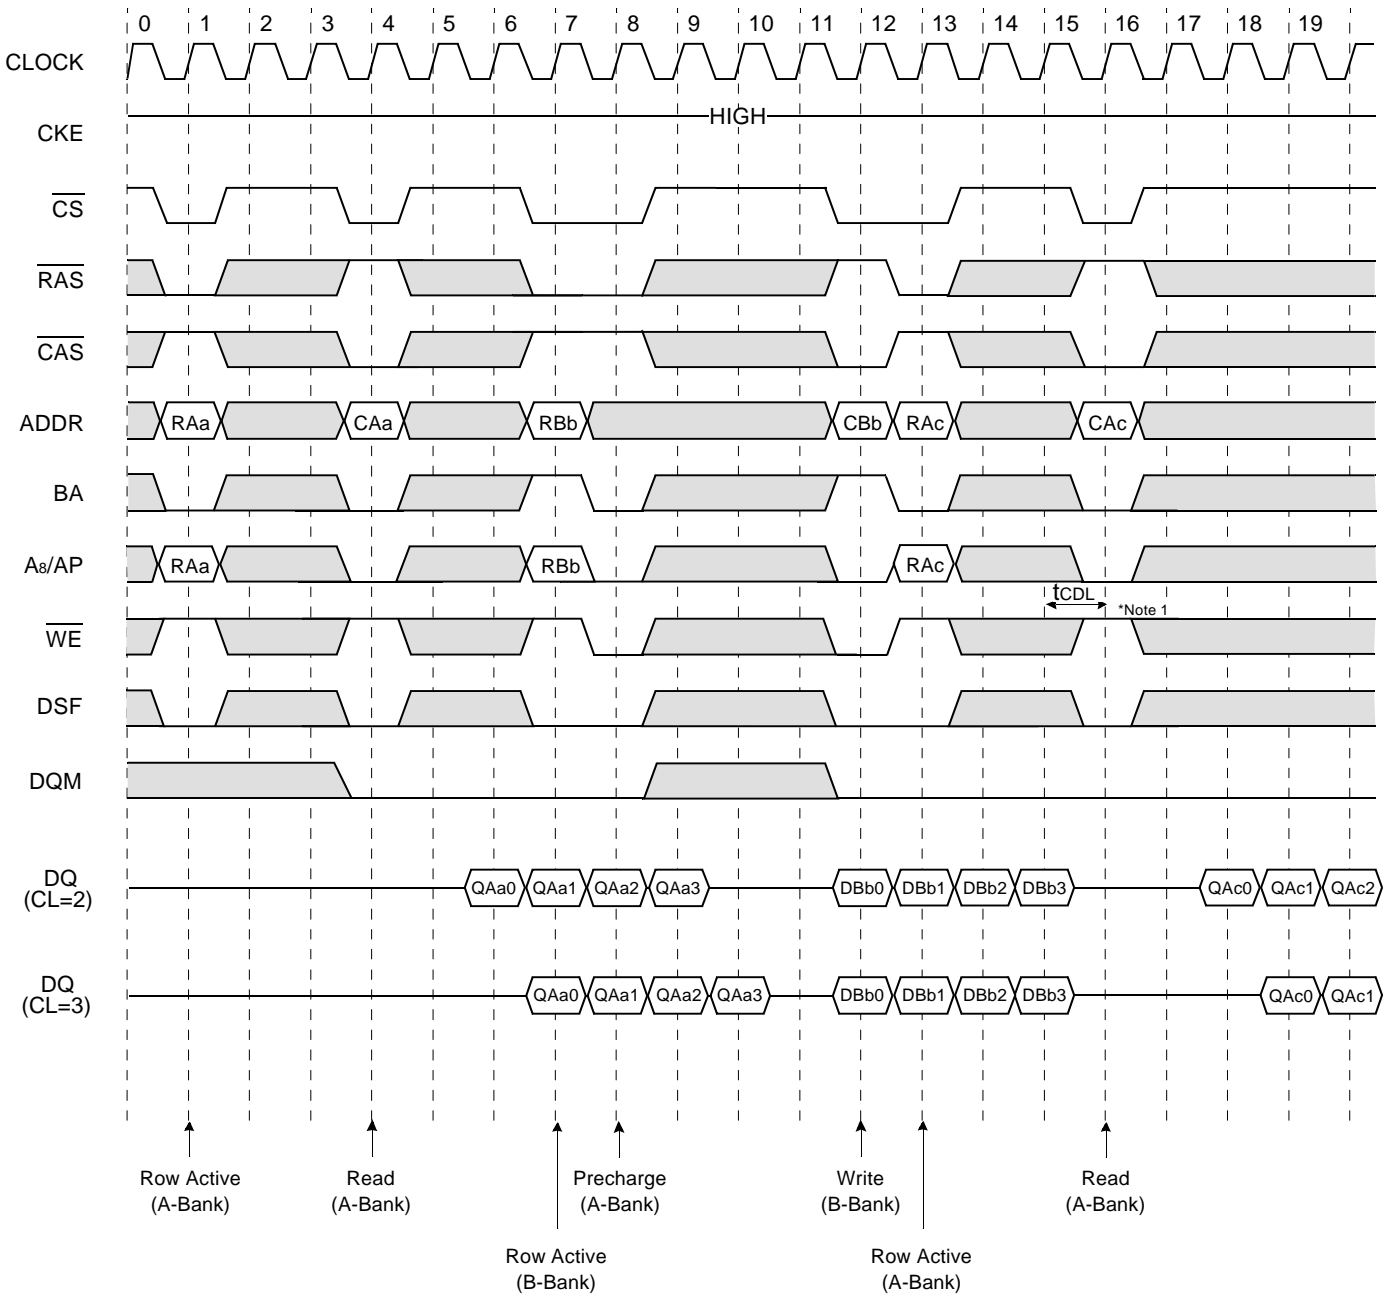 0 1 2 3 4 5 6 7 8 9 10 11 12 13 14 15 16 17 18 19
CLOCK
CKE HIGH
CS
RAS
CAS
ADDR RAa CAa RBb CBb RAc CAc
BA
A8/AP RAa RBb RAc
tCDL *Note 1
WE
DSF
DQM
DQ
(CL=2) QAa0 QAa1 QAa2 QAa3 DBb0 DBb1 DBb2 DBb3 QAc0 QAc1 QAc2
DQ
(CL=3) QAa0 QAa1 QAa2 QAa3 DBb0 DBb1 DBb2 DBb3 QAc0 QAc1
Row Active Read Precharge Write Read
(A-Bank) (A-Bank) (A-Bank) (B-Bank) (A-Bank)
Row Active Row Active
(B-Bank) (A-Bank)